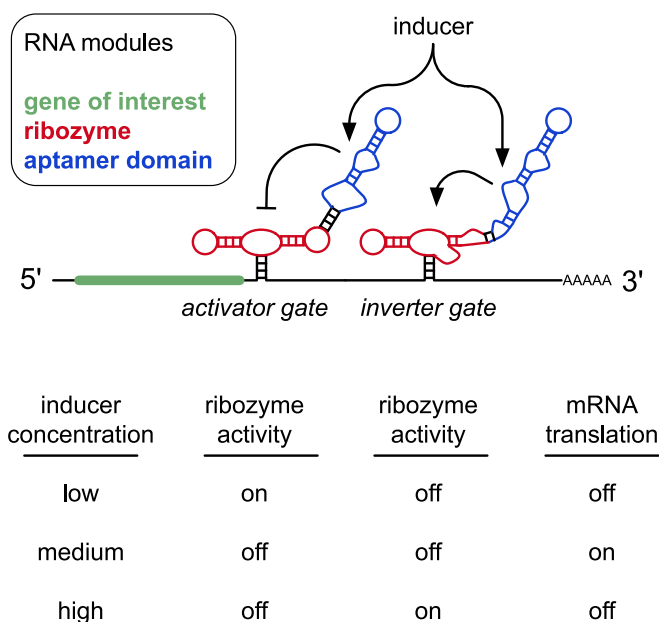 RNA modules
gene of interest
ribozyme
aptamer domain
inducer
5'
AAAAA 3'
activator gate
inverter gate
inducer concentration
ribozyme activity
ribozyme activity
mRNA translation
low
on
off
off
medium
off
off
on
high
off
on
off